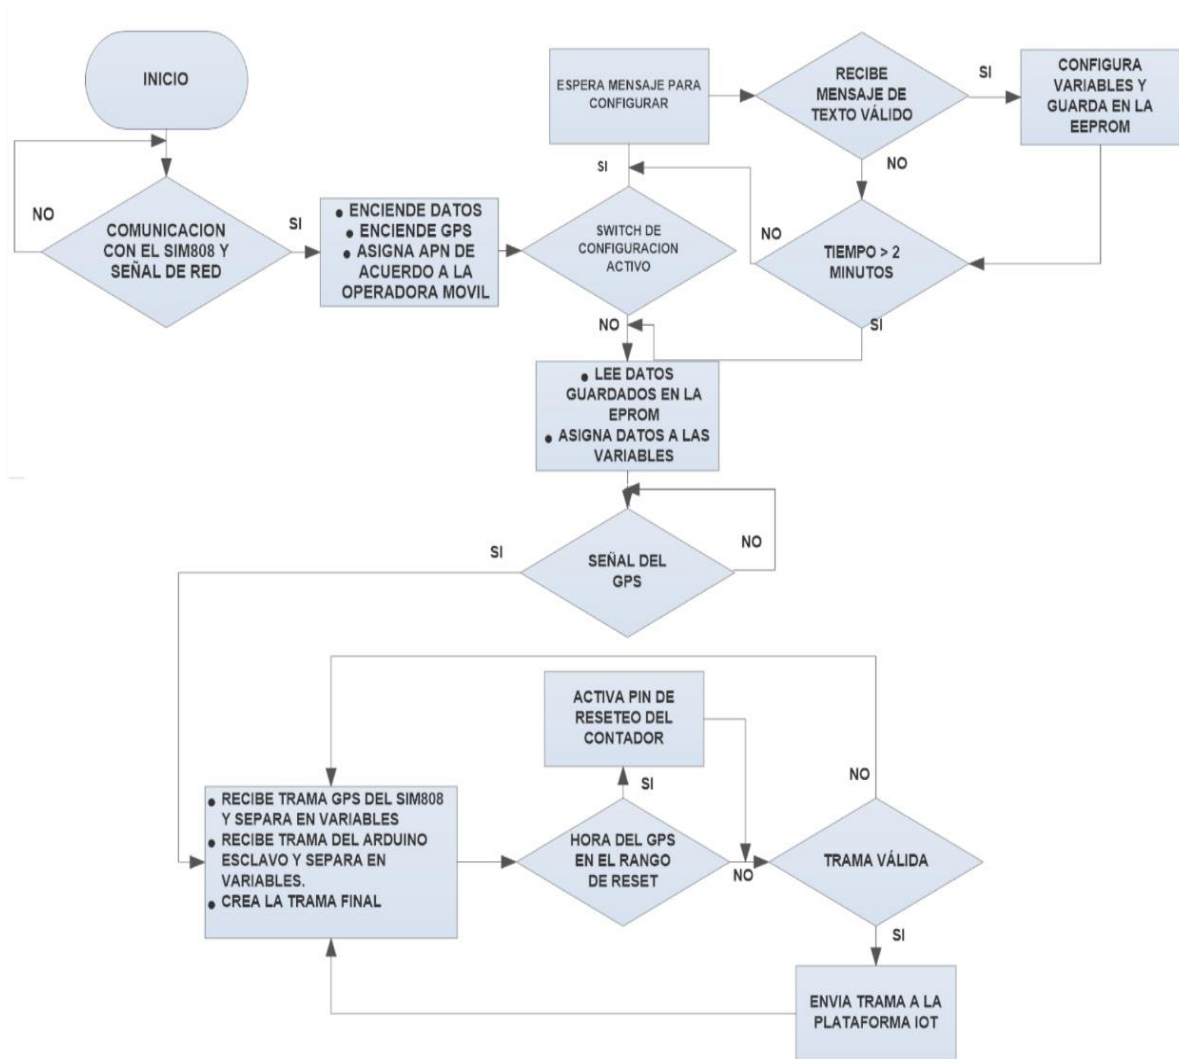 INICIO
NO
COMUNICACION
CON EL SIM808 Y
SEÑAL DE RED
SI
● ENCIENDE DATOS
● ENCIENDE GPS
● ASIGNA APN DE
ACUERDO A LA
OPERADORA MOVIL
ESPERA MENSAJE PARA
CONFIGURAR
RECIBE
MENSAJE DE
TEXTO VÁLIDO
SI
CONFIGURA
VARIABLES Y
GUARDA EN LA
EEPROM
NO
SI
SWITCH DE
CONFIGURACION
ACTIVO
NO
TIEMPO > 2
MINUTOS
SI
NO
● LEE DATOS
GUARDADOS EN LA
EPROM
● ASIGNA DATOS A LAS
VARIABLES
SI
SEÑAL DEL
GPS
NO
ACTIVA PIN DE
RESETEO DEL
CONTADOR
SI
NO
● RECIBE TRAMA GPS DEL SIM808
Y SEPARA EN VARIABLES
● RECIBE TRAMA DEL ARDUINO
ESCLAVO Y SEPARA EN
VARIABLES.
● CREA LA TRAMA FINAL
HORA DEL GPS
EN EL RANGO
DE RESET
NO
TRAMA VÁLIDA
SI
ENVIA TRAMA A LA
PLATAFORMA IOT